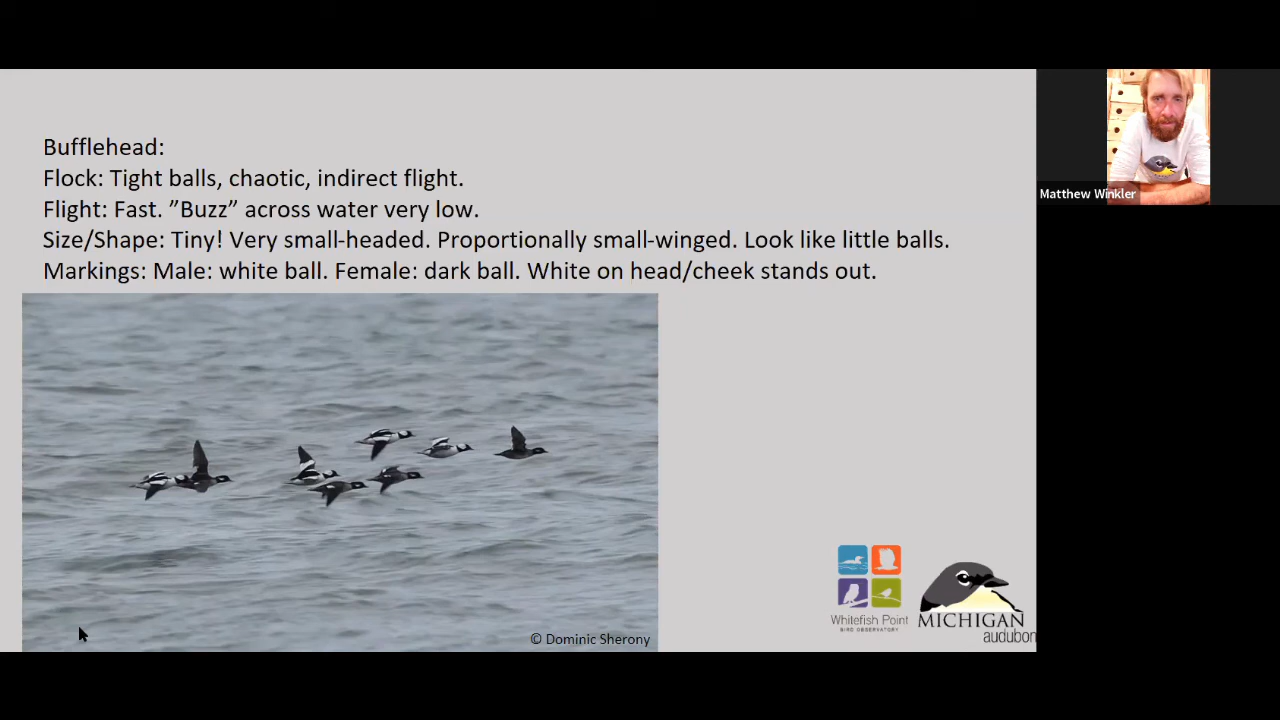 Bufflehead:
Flock: Tight balls, chaotic, indirect flight.
Flight: Fast. ”Buzz” across water very low.
Size/Shape: Tiny! Very small-headed. Proportionally small-winged. Look like little balls.
Markings: Male: white ball. Female: dark ball. White on head/cheek stands out.
Matthew Winkler
© Dominic Sherony
Whitefish Point
BIRD OBSERVATORY
MICHIGAN
audubon